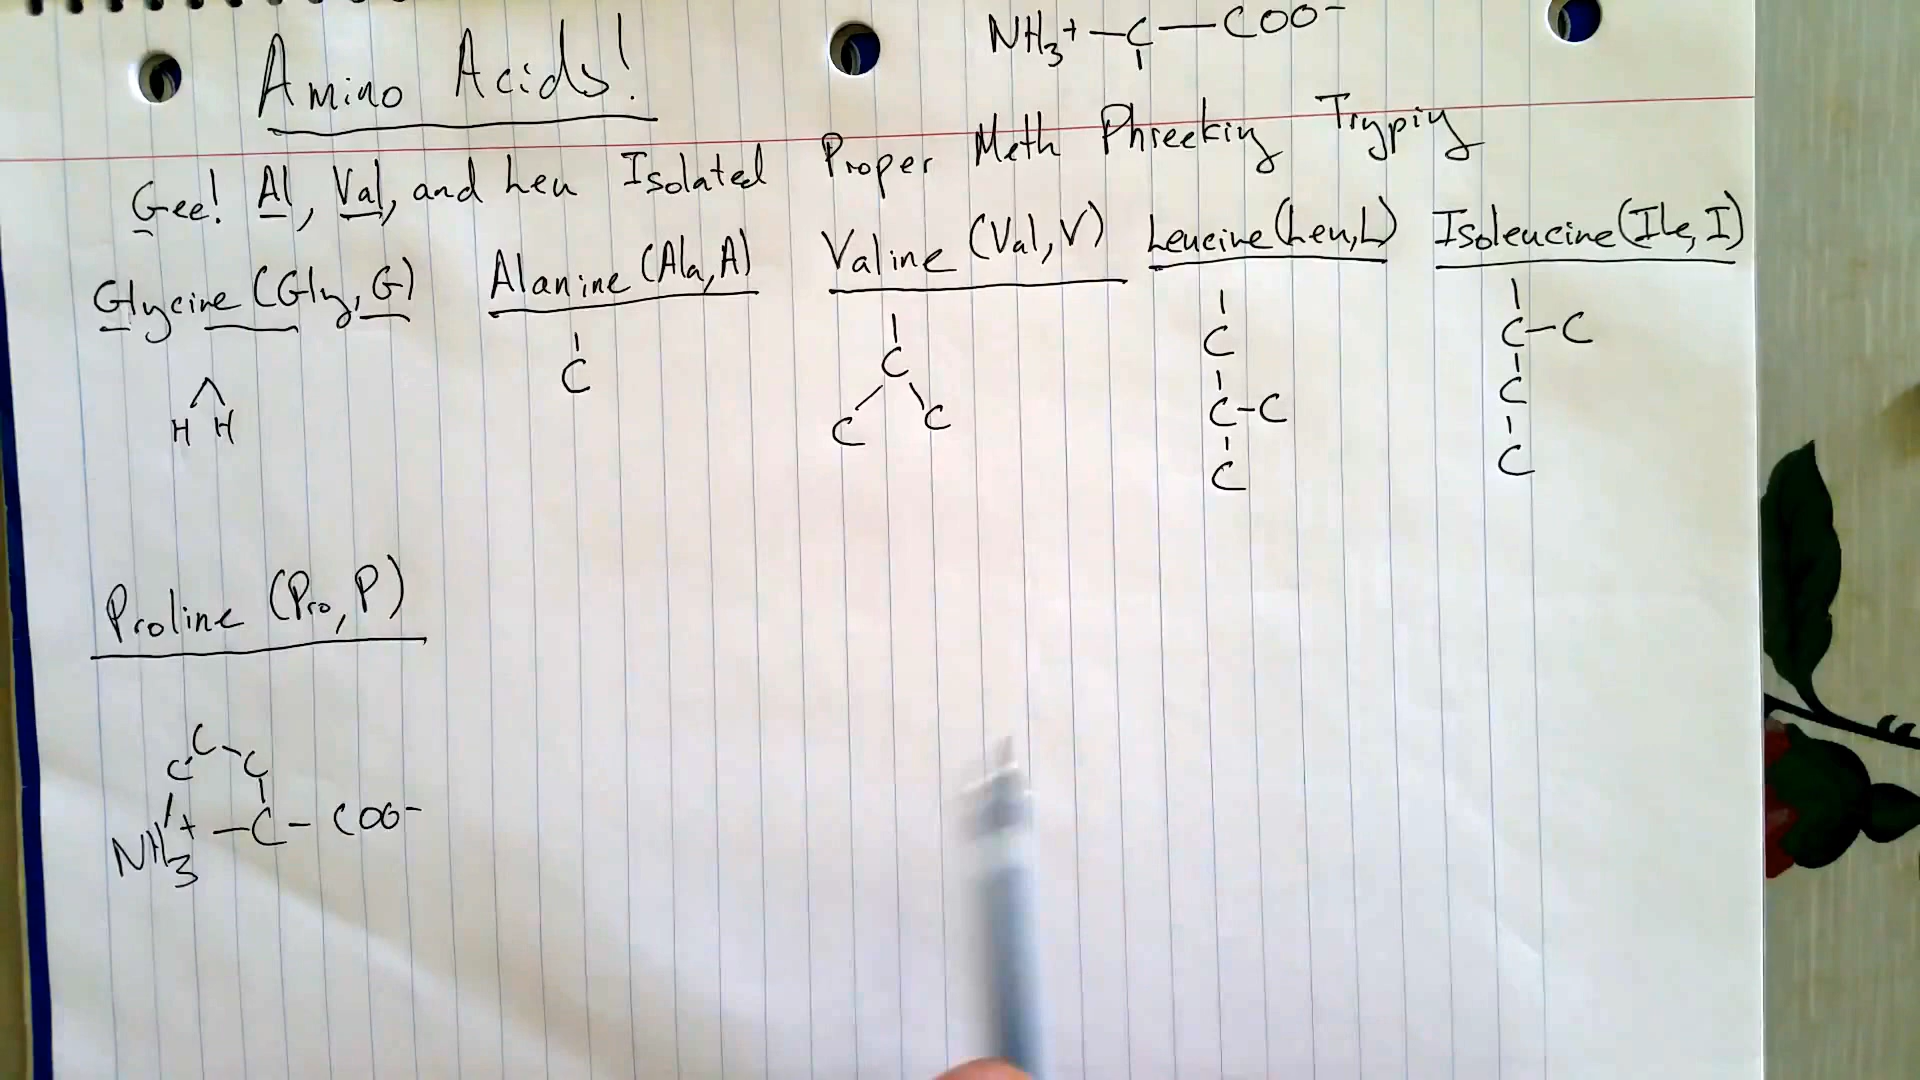 Amino Acids!
NH3+ — C — COO-
Gee! Al, Val, and Leu Isolated Proper Meth Phreeking Trypiy
Glycine (Gly, G)
Alanine (Ala, A)
Valine (Val, V)
Leucine (Leu, L)
Isoleucine (Ile, I)
H H
C
C
C C
C
C-C
C
C-C
C
C
Proline (Pro, P)
C
C C
NH3+ — C - COO-